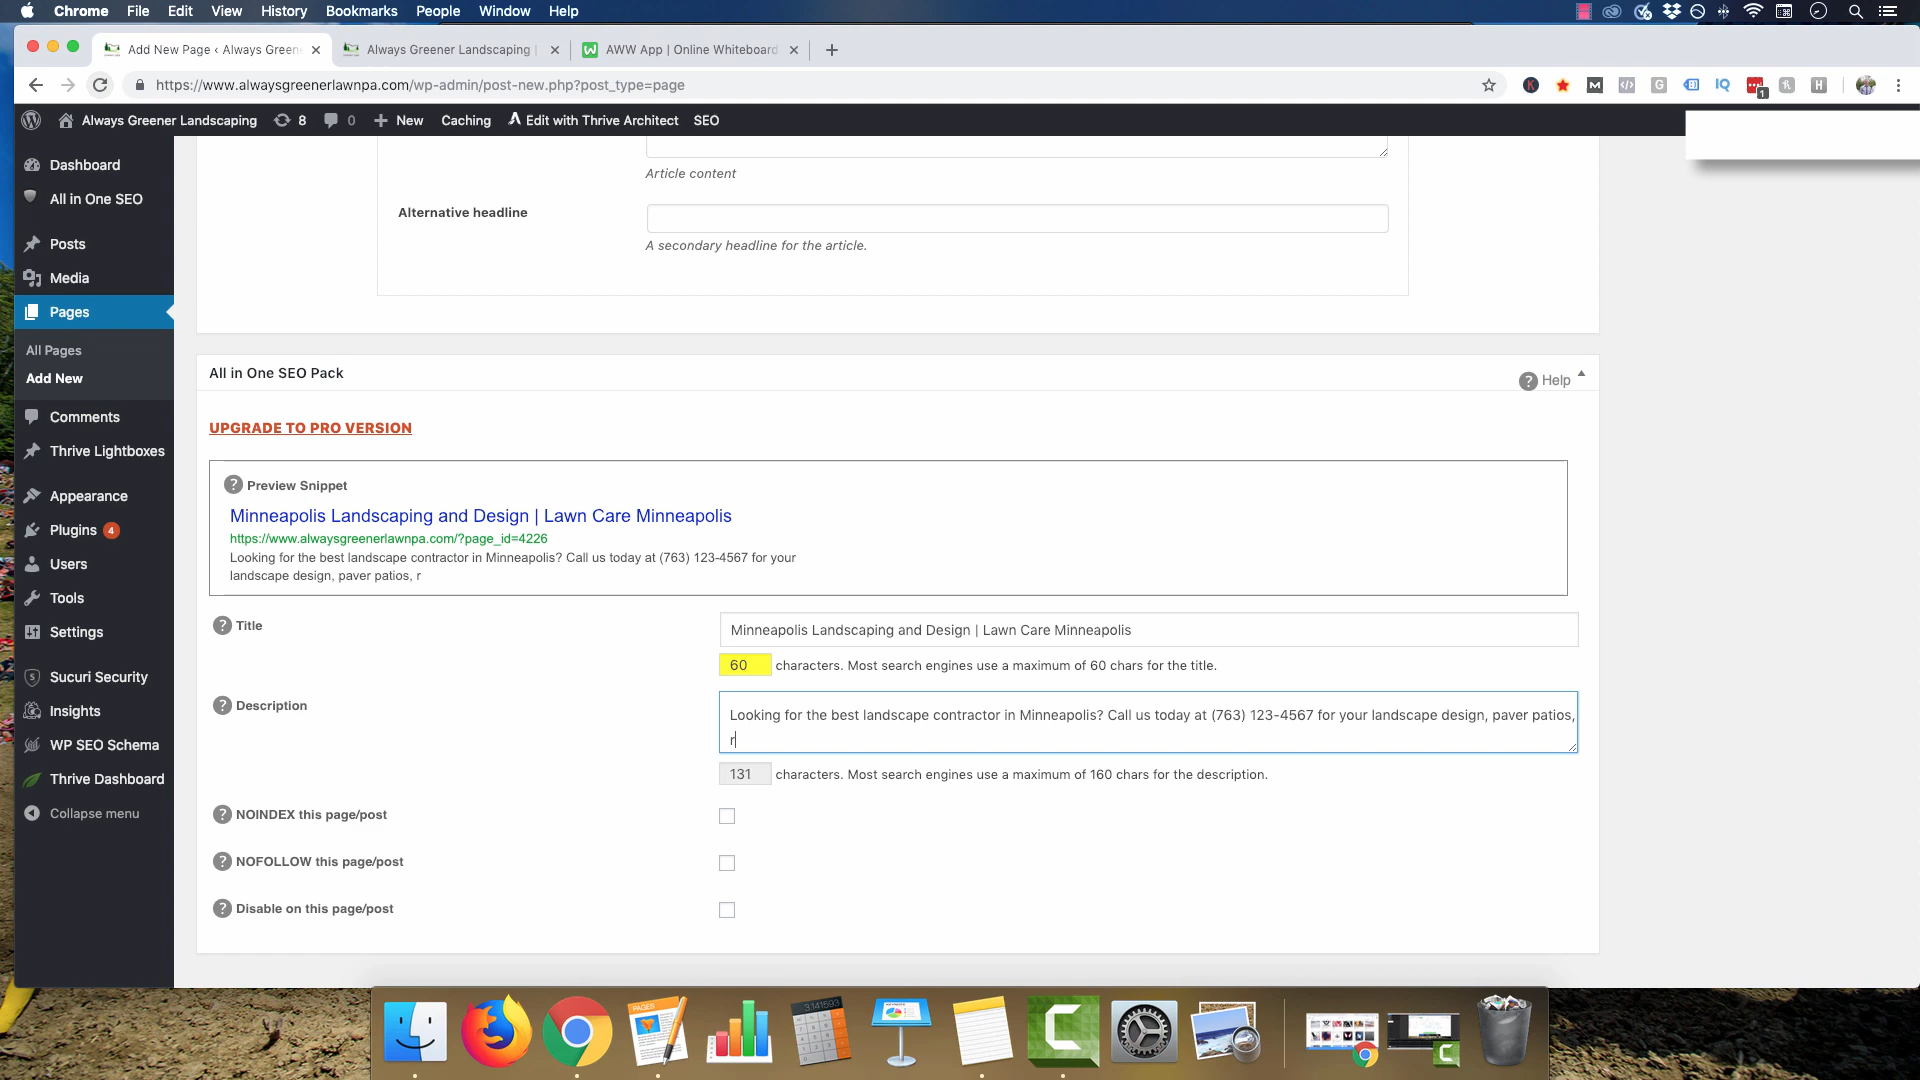 Chrome File Edit View History Bookmarks People Window Help
Add New Page ‹ Always Greene
Always Greener Landscaping |
AWW App | Online Whiteboard
https://www.alwaysgreenerlawnpa.com/wp-admin/post-new.php?post_type=page
Always Greener Landscaping 8 0 New Caching Edit with Thrive Architect SEO
Dashboard
All in One SEO
Posts
Media
Pages
All Pages
Add New
Comments
Thrive Lightboxes
Appearance
Plugins 4
Users
Tools
Settings
Sucuri Security
Insights
WP SEO Schema
Thrive Dashboard
Collapse menu
Article content
Alternative headline
A secondary headline for the article.
All in One SEO Pack
Help
UPGRADE TO PRO VERSION
Preview Snippet
Minneapolis Landscaping and Design | Lawn Care Minneapolis
https://www.alwaysgreenerlawnpa.com/?page_id=4226
Looking for the best landscape contractor in Minneapolis? Call us today at (763) 123-4567 for your
landscape design, paver patios, r
Title
Minneapolis Landscaping and Design | Lawn Care Minneapolis
60 characters. Most search engines use a maximum of 60 chars for the title.
Description
Looking for the best landscape contractor in Minneapolis? Call us today at (763) 123-4567 for your landscape design, paver patios,
r
131 characters. Most search engines use a maximum of 160 chars for the description.
NOINDEX this page/post
NOFOLLOW this page/post
Disable on this page/post
PAGES
3.141593